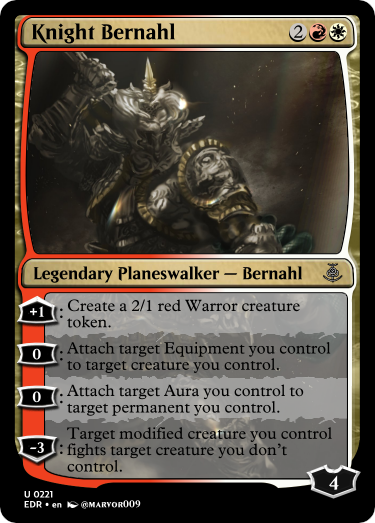 Knight Bernahl 2
Legendary Planeswalker — Bernahl
+1: Create a 2/1 red Warror creature
token.
0: Attach target Equipment you control
to target creature you control.
0: Attach target Aura you control to
target permanent you control.
-3: Target modified creature you control
fights target creature you don't
control.
4
U 0221
EDR • en MARVOR009